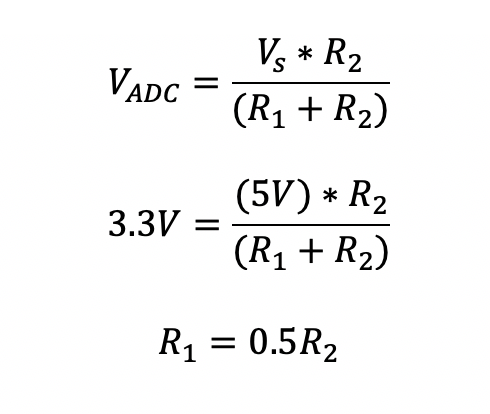 V_ADC = (V_s * R_2) / (R_1 + R_2)
3.3V = ((5V) * R_2) / (R_1 + R_2)
R_1 = 0.5R_2